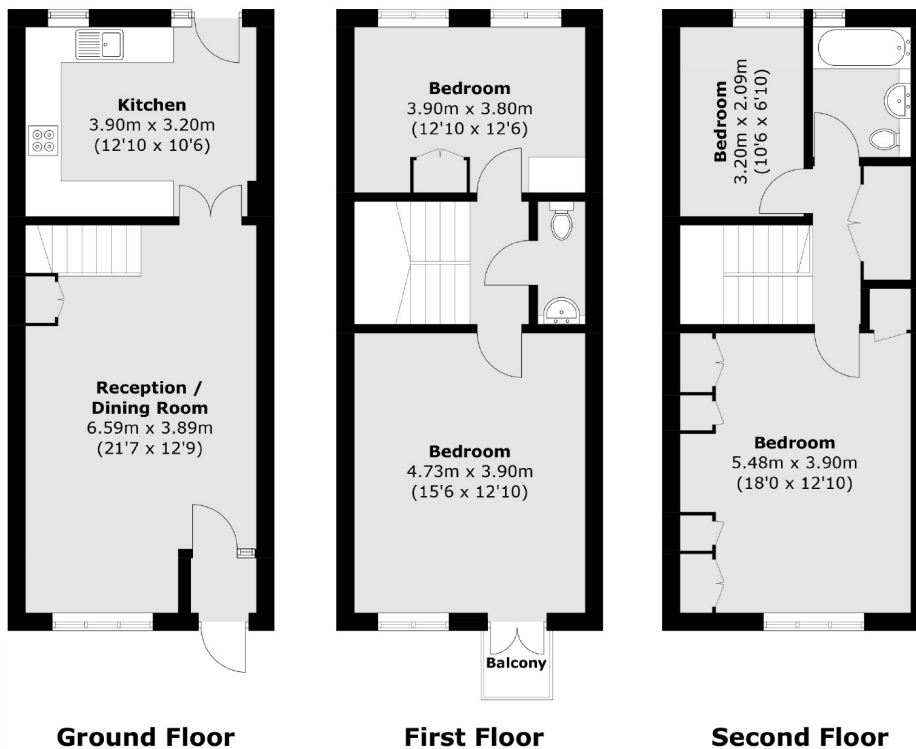 Kitchen
3.90m x 3.20m
(12'10 x 10'6)
Reception /
Dining Room
6.59m x 3.89m
(21'7 x 12'9)
Ground Floor
Bedroom
3.90m x 3.80m
(12'10 x 12'6)
Bedroom
4.73m x 3.90m
(15'6 x 12'10)
Balcony
First Floor
Bedroom
3.20m x 2.09m
(10'6 x 6'10)
Bedroom
5.48m x 3.90m
(18'0 x 12'10)
Second Floor